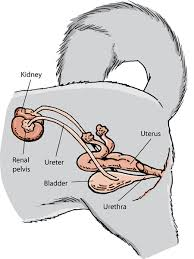 Kidney
Uterus
Renal
pelvis
Ureter
Bladder
Urethra